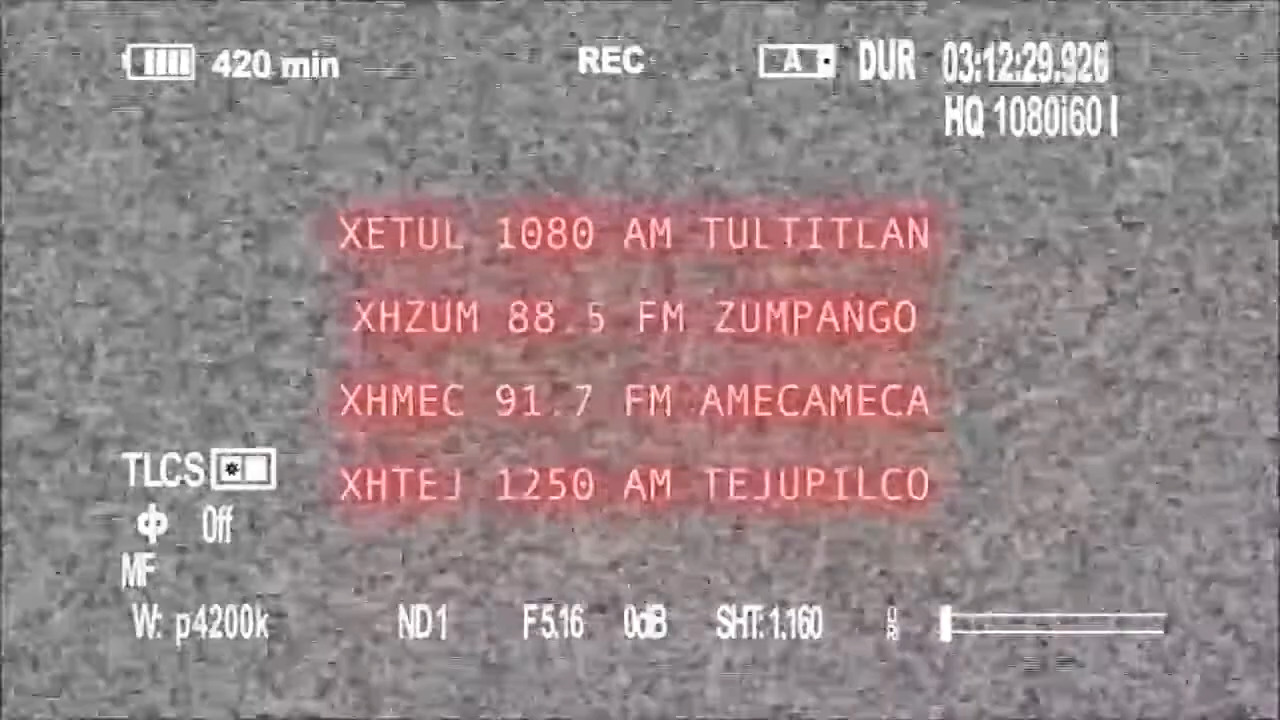 420 min REC A DUR 03:12:29.926
HQ 1080i60
XETUL 1080 AM TULTITLAN
XHZUM 88.5 FM ZUMPANGO
XHMEC 91.7 FM AMECAMECA
XHTEJ 1250 AM TEJUPILCO
TLCS
Off
MF
W: p4200k ND1 F5.16 0dB SHT:1.160